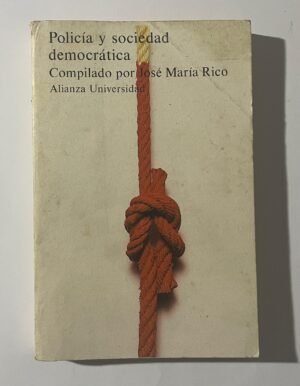 Policía y sociedad
democrática
Compilado por José María Rico
Alianza Universidad